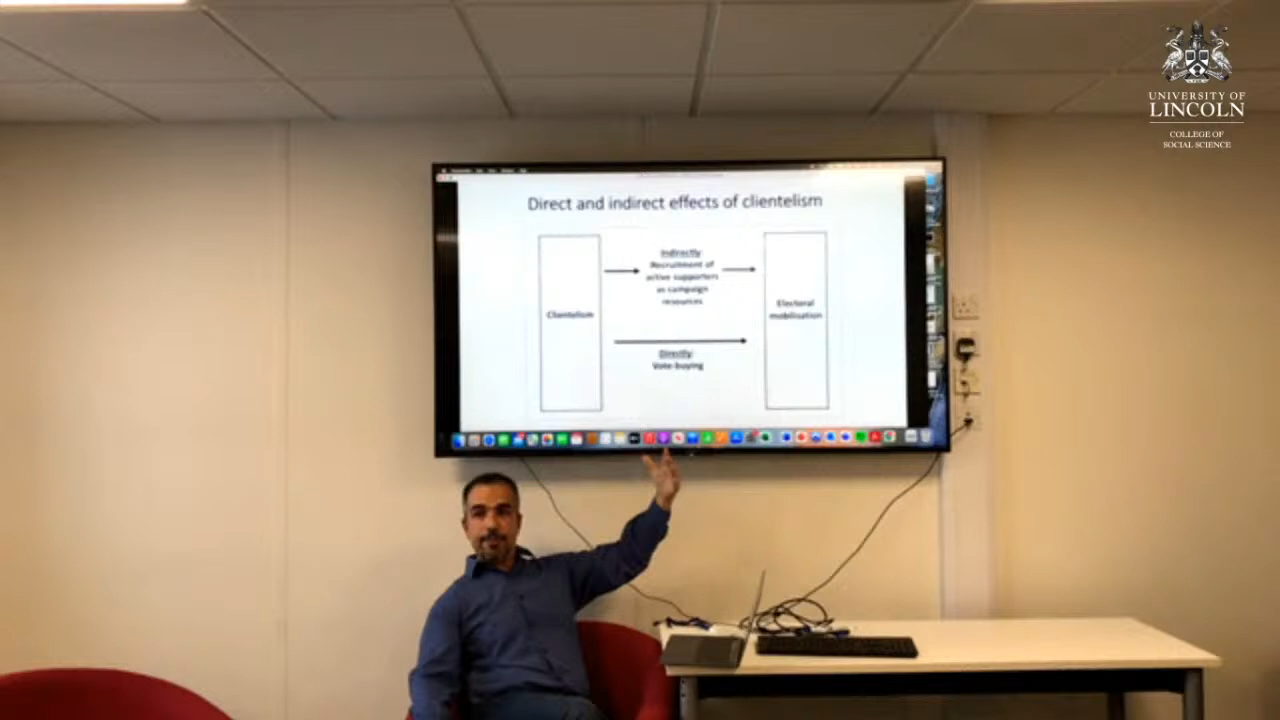 UNIVERSITY OF
LINCOLN
COLLEGE OF
SOCIAL SCIENCE
Direct and indirect effects of clientelism
Clientelism
Indirectly:
Recruitment of
active supporters
as campaign
resources
Directly:
Vote-buying
Electoral
mobilisation